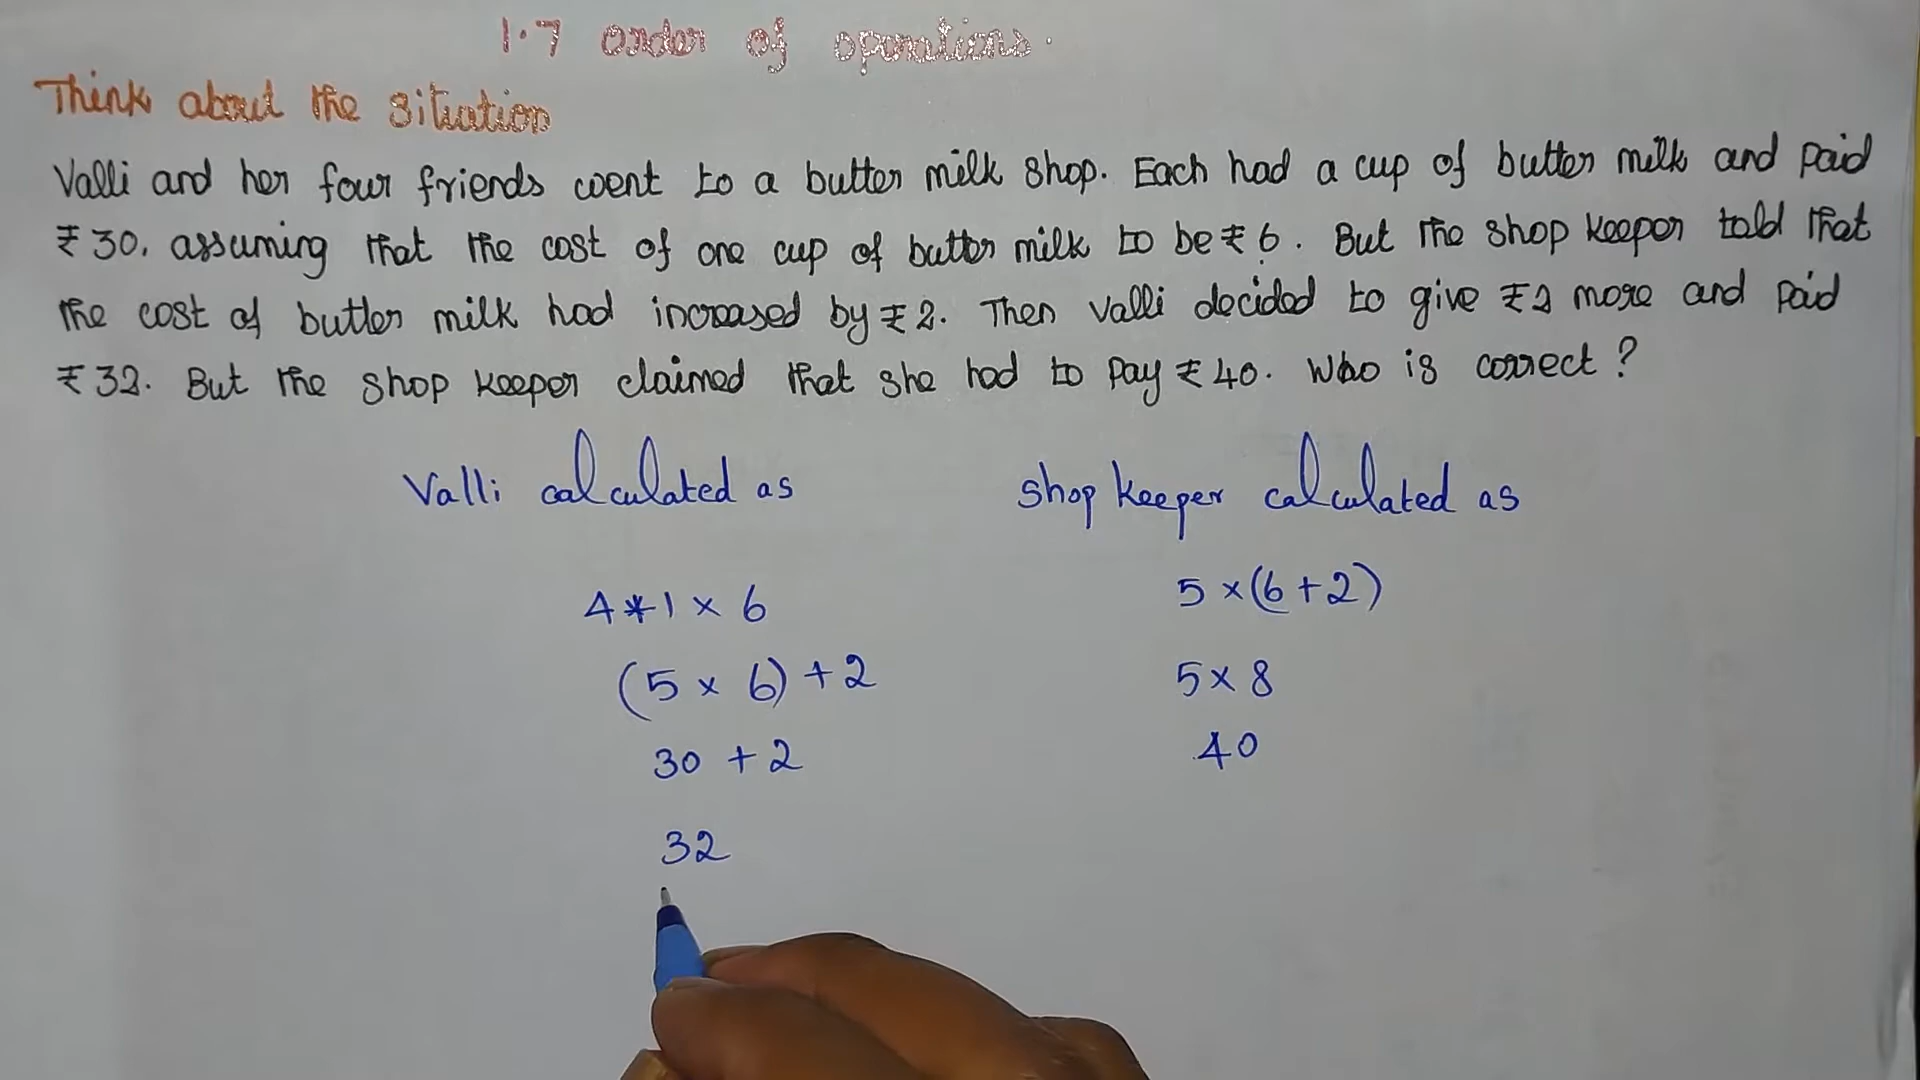 1.7 Order of operations.
Think about the situation
Valli and her four friends went to a butter milk shop. Each had a cup of butter milk and paid
₹30, assuming that the cost of one cup of butter milk to be ₹6. But the shop keeper told that
the cost of butter milk had increased by ₹2. Then Valli decided to give ₹2 more and paid
₹32. But the shop keeper claimed that she had to pay ₹40. Who is correct?
Valli calculated as
4*1 × 6
(5 × 6) + 2
30 + 2
32
shop keeper calculated as
5 × (6 + 2)
5 × 8
40